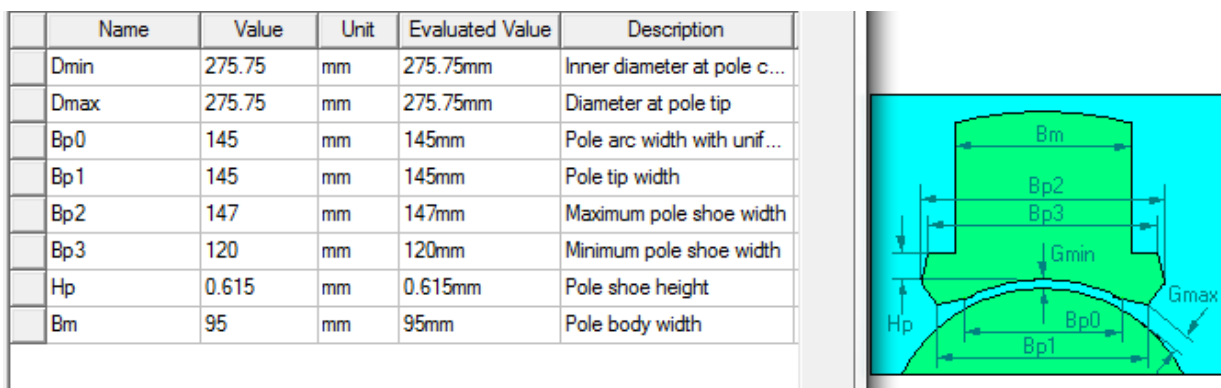 Name Value Unit Evaluated Value Description
Dmin 275.75 mm 275.75mm Inner diameter at pole c...
Dmax 275.75 mm 275.75mm Diameter at pole tip
Bp0 145 mm 145mm Pole arc width with unif...
Bp1 145 mm 145mm Pole tip width
Bp2 147 mm 147mm Maximum pole shoe width
Bp3 120 mm 120mm Minimum pole shoe width
Hp 0.615 mm 0.615mm Pole shoe height
Bm 95 mm 95mm Pole body width
Bm
Bp2
Bp3
Gmin
Gmax
Hp
Bp0
Bp1